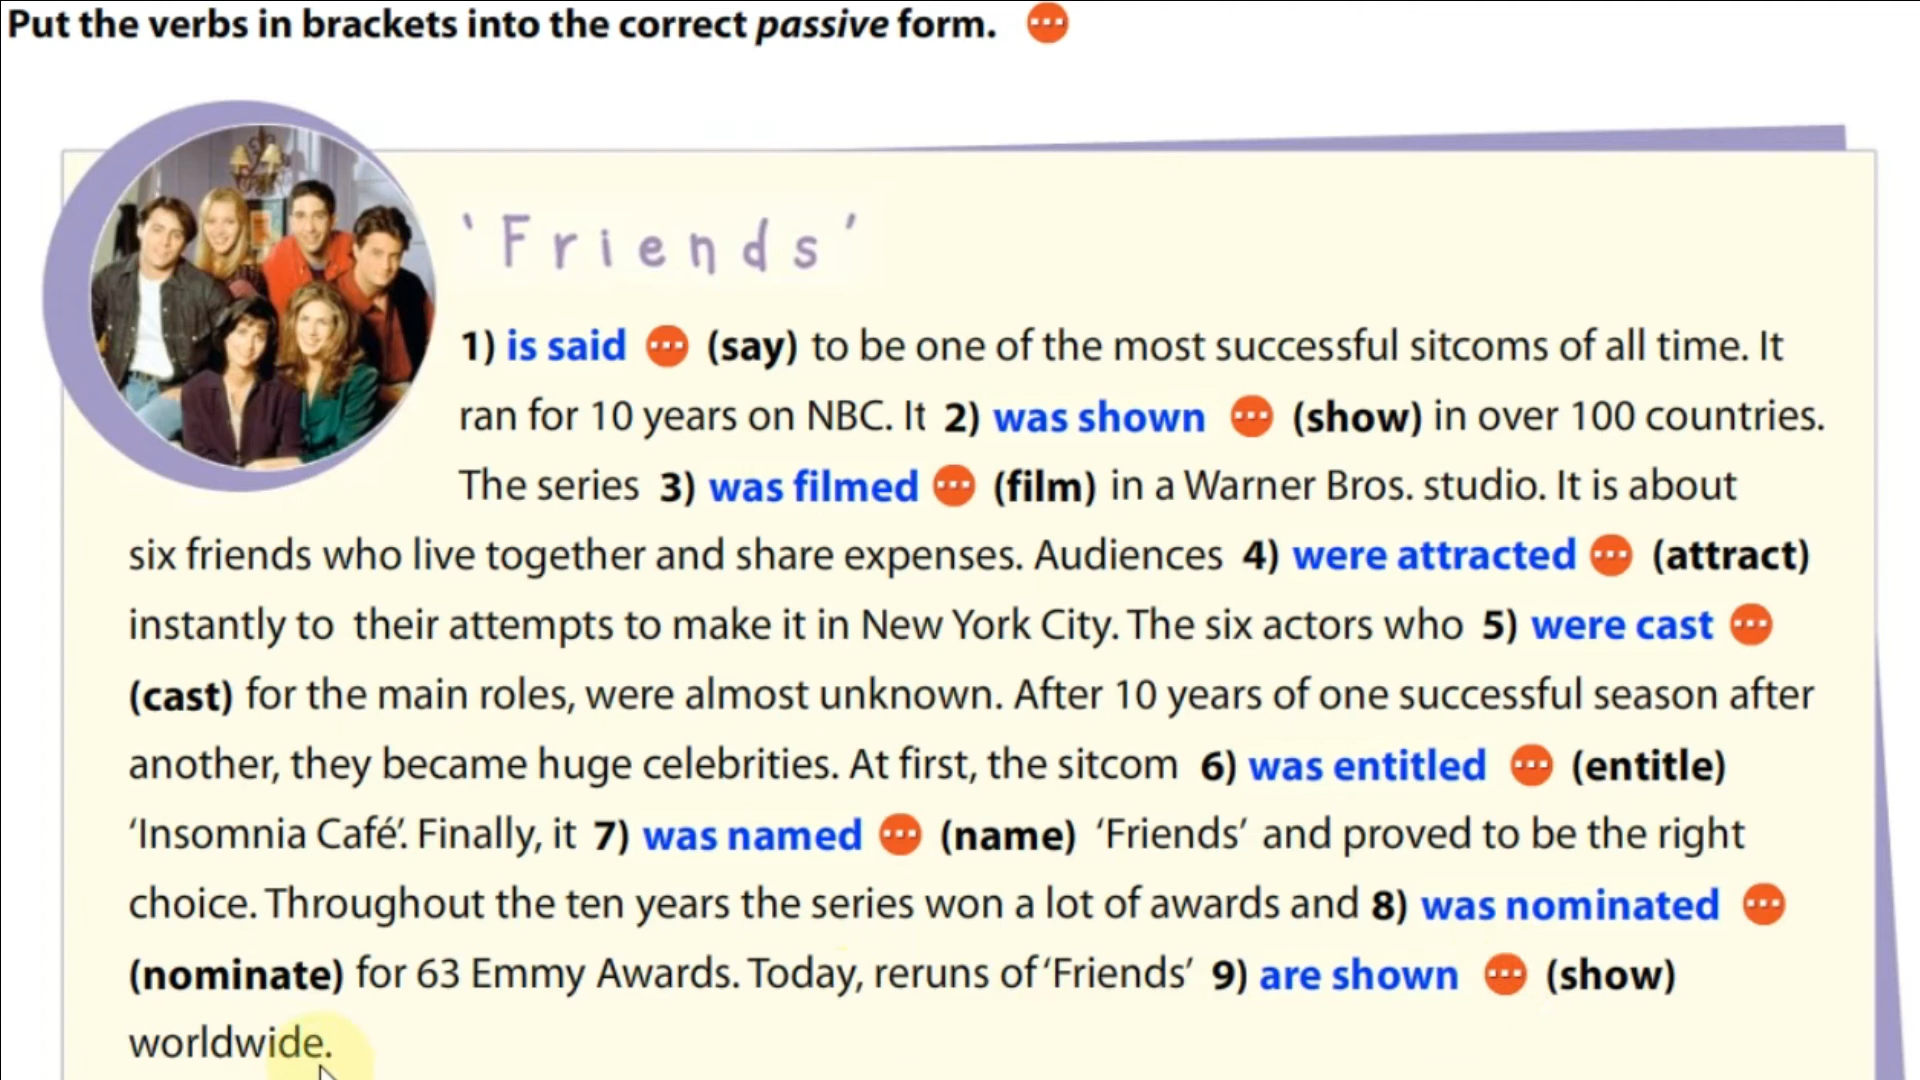 Put the verbs in brackets into the correct passive form.
‘Friends’
1) is said (say) to be one of the most successful sitcoms of all time. It
ran for 10 years on NBC. It 2) was shown (show) in over 100 countries.
The series 3) was filmed (film) in a Warner Bros. studio. It is about
six friends who live together and share expenses. Audiences 4) were attracted (attract)
instantly to their attempts to make it in New York City. The six actors who 5) were cast
(cast) for the main roles, were almost unknown. After 10 years of one successful season after
another, they became huge celebrities. At first, the sitcom 6) was entitled (entitle)
‘Insomnia Café’. Finally, it 7) was named (name) ‘Friends’ and proved to be the right
choice. Throughout the ten years the series won a lot of awards and 8) was nominated
(nominate) for 63 Emmy Awards. Today, reruns of ‘Friends’ 9) are shown (show)
worldwide.